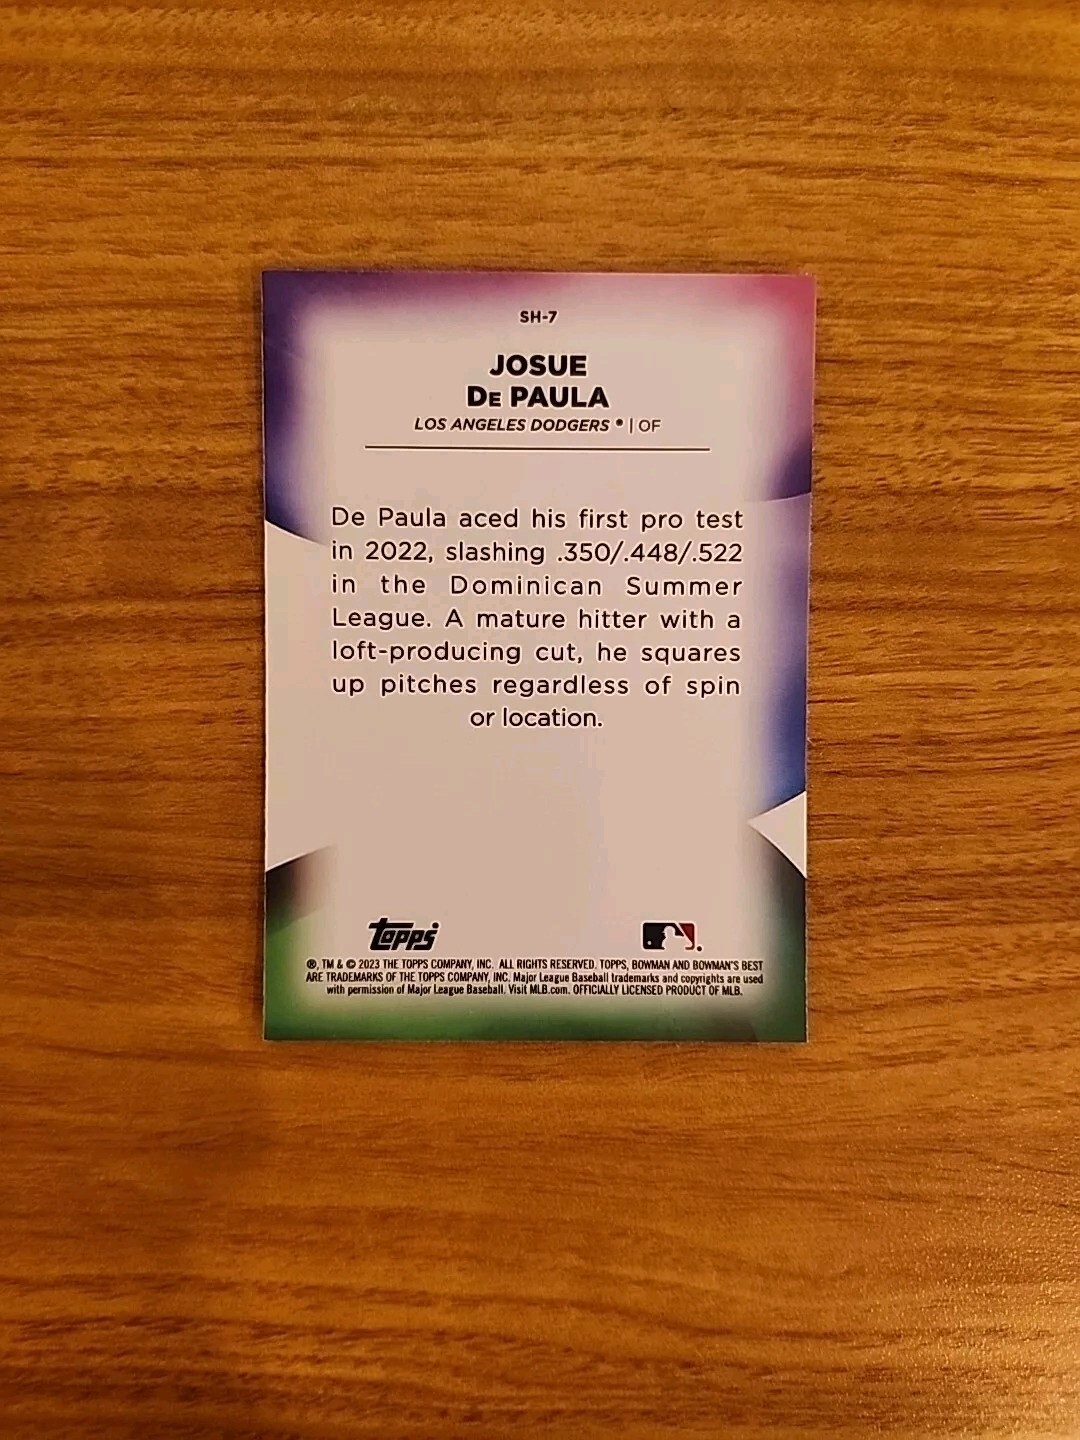 SH-7
JOSUE
DE PAULA
LOS ANGELES DODGERS ® | OF
De Paula aced his first pro test
in 2022, slashing .350/.448/.522
in the Dominican Summer
League. A mature hitter with a
loft-producing cut, he squares
up pitches regardless of spin
or location.
topps
®, TM & © 2023 THE TOPPS COMPANY, INC. ALL RIGHTS RESERVED. TOPPS, BOWMAN AND BOWMAN'S BEST
ARE TRADEMARKS OF THE TOPPS COMPANY, INC. Major League Baseball trademarks and copyrights are used
with permission of Major League Baseball. Visit MLB.com. OFFICIALLY LICENSED PRODUCT OF MLB.